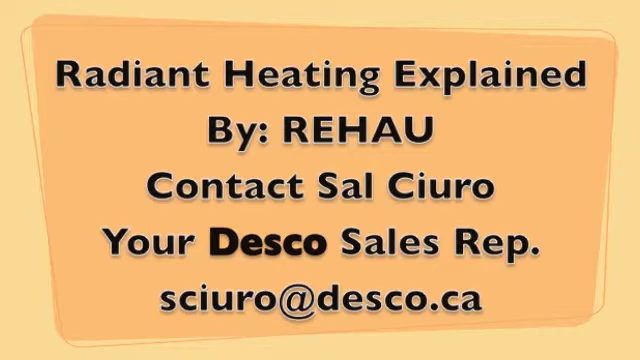 Radiant Heating Explained
By: REHAU
Contact Sal Ciuro
Your Desco Sales Rep.
sciuro@desco.ca